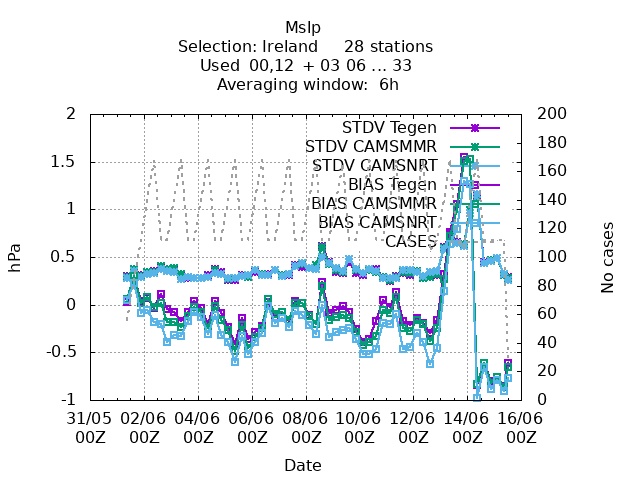 Mslp
Selection: Ireland 28 stations
Used 00,12 + 03 06 ... 33
Averaging window: 6h
2 200
STDV Tegen
180
STDV CAMSMMR
1.5 STDV CAMSNRT 160
BIAS Tegen
140
1 BIAS CAMSMMR
BIAS CAMSNRT 120
CASES
hPa 0.5 100 No cases
80
0
60
-0.5 40
20
-1 0
31/05 02/06 04/06 06/06 08/06 10/06 12/06 14/06 16/06
00Z 00Z 00Z 00Z 00Z 00Z 00Z 00Z 00Z
Date